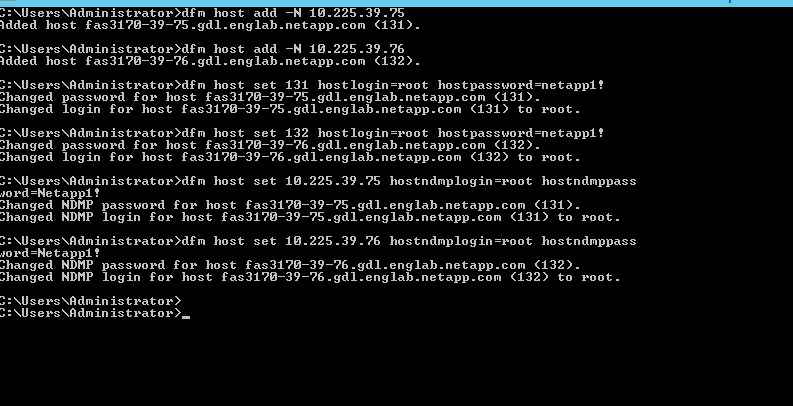 C:\Users\Administrator>dfm host add -N 10.225.39.75
Added host fas3170-39-75.gdl.englab.netapp.com (131).
C:\Users\Administrator>dfm host add -N 10.225.39.76
Added host fas3170-39-76.gdl.englab.netapp.com (132).
C:\Users\Administrator>dfm host set 131 hostlogin=root hostpassword=netapp1!
Changed password for host fas3170-39-75.gdl.englab.netapp.com (131).
Changed login for host fas3170-39-75.gdl.englab.netapp.com (131) to root.
C:\Users\Administrator>dfm host set 132 hostlogin=root hostpassword=netapp1!
Changed password for host fas3170-39-76.gdl.englab.netapp.com (132).
Changed login for host fas3170-39-76.gdl.englab.netapp.com (132) to root.
C:\Users\Administrator>dfm host set 10.225.39.75 hostndmplogin=root hostndmppass
word=Netapp1!
Changed NDMP password for host fas3170-39-75.gdl.englab.netapp.com (131).
Changed NDMP login for host fas3170-39-75.gdl.englab.netapp.com (131) to root.
C:\Users\Administrator>dfm host set 10.225.39.76 hostndmplogin=root hostndmppass
word=Netapp1!
Changed NDMP password for host fas3170-39-76.gdl.englab.netapp.com (132).
Changed NDMP login for host fas3170-39-76.gdl.englab.netapp.com (132) to root.
C:\Users\Administrator>
C:\Users\Administrator>_